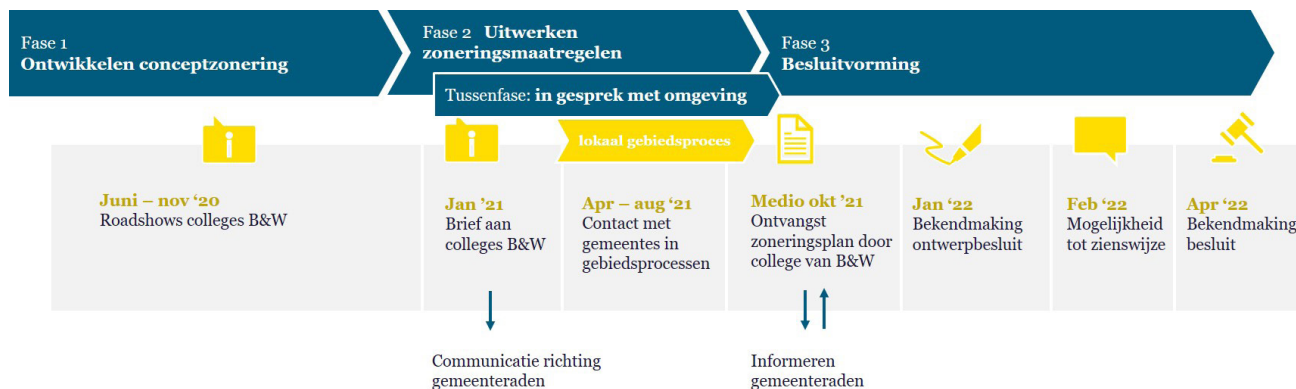 Fase 1
Ontwikkelen conceptzonering
Fase 2 Uitwerken
zoneringsmaatregelen
Fase 3
Besluitvorming
Tussenfase: in gesprek met omgeving
lokaal gebiedsproces
Juni – nov ‘20
Roadshows colleges B&W
Jan ’21
Brief aan
colleges B&W
Apr – aug ‘21
Contact met
gemeentes in
gebiedsprocessen
Medio okt ’21
Ontvangst
zoneringsplan door
college van B&W
Jan ‘22
Bekendmaking
ontwerpbesluit
Feb ‘22
Mogelijkheid
tot zienswijze
Apr ‘22
Bekendmaking
besluit
Communicatie richting
gemeenteraden
Informeren
gemeenteraden